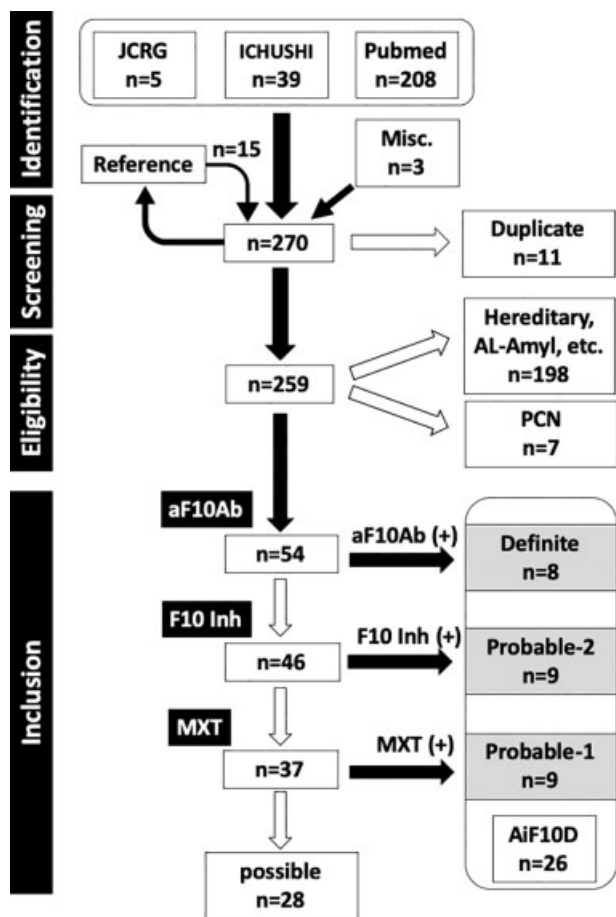 Identification
JCRG
n=5
ICHUSHI
n=39
Pubmed
n=208
n=15
Reference
Misc.
n=3
Screening
n=270
Duplicate
n=11
Eligibility
n=259
Hereditary,
AL-Amyl, etc.
n=198
PCN
n=7
Inclusion
aF10Ab
n=54
aF10Ab (+)
Definite
n=8
F10 Inh
n=46
F10 Inh (+)
Probable-2
n=9
MXT
n=37
MXT (+)
Probable-1
n=9
AiF10D
n=26
possible
n=28